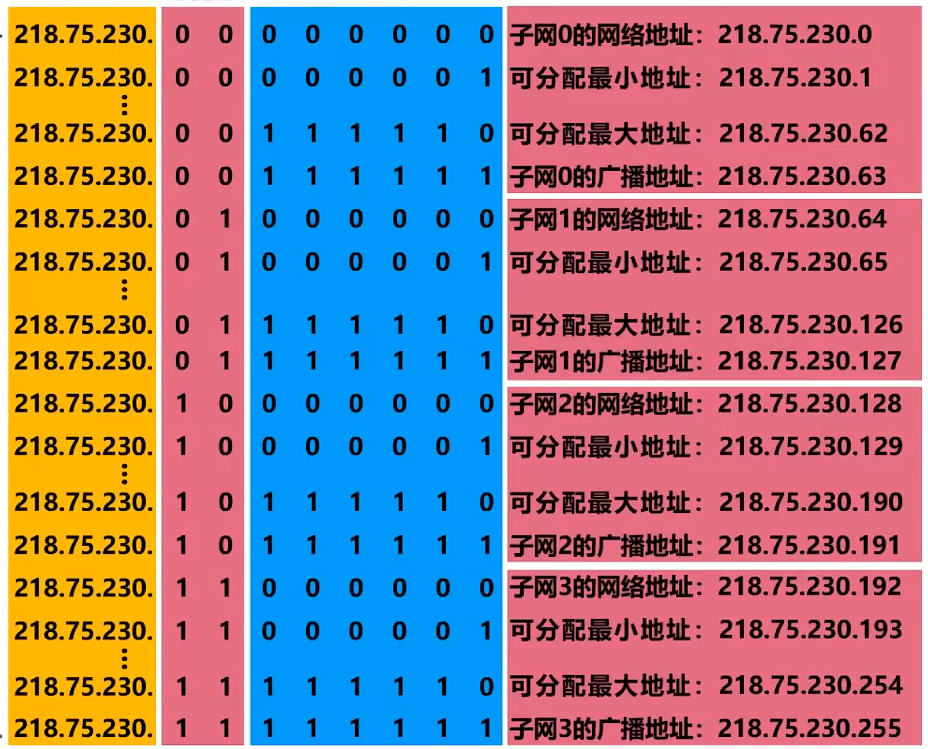 218.75.230. 0 0 0 0 0 0 0 0 子网0的网络地址：218.75.230.0
218.75.230. 0 0 0 0 0 0 0 1 可分配最小地址：218.75.230.1
⋮
218.75.230. 0 0 1 1 1 1 1 0 可分配最大地址：218.75.230.62
218.75.230. 0 0 1 1 1 1 1 1 子网0的广播地址：218.75.230.63
218.75.230. 0 1 0 0 0 0 0 0 子网1的网络地址：218.75.230.64
218.75.230. 0 1 0 0 0 0 0 1 可分配最小地址：218.75.230.65
⋮
218.75.230. 0 1 1 1 1 1 1 0 可分配最大地址：218.75.230.126
218.75.230. 0 1 1 1 1 1 1 1 子网1的广播地址：218.75.230.127
218.75.230. 1 0 0 0 0 0 0 0 子网2的网络地址：218.75.230.128
218.75.230. 1 0 0 0 0 0 0 1 可分配最小地址：218.75.230.129
⋮
218.75.230. 1 0 1 1 1 1 1 0 可分配最大地址：218.75.230.190
218.75.230. 1 0 1 1 1 1 1 1 子网2的广播地址：218.75.230.191
218.75.230. 1 1 0 0 0 0 0 0 子网3的网络地址：218.75.230.192
218.75.230. 1 1 0 0 0 0 0 1 可分配最小地址：218.75.230.193
⋮
218.75.230. 1 1 1 1 1 1 1 0 可分配最大地址：218.75.230.254
218.75.230. 1 1 1 1 1 1 1 1 子网3的广播地址：218.75.230.255